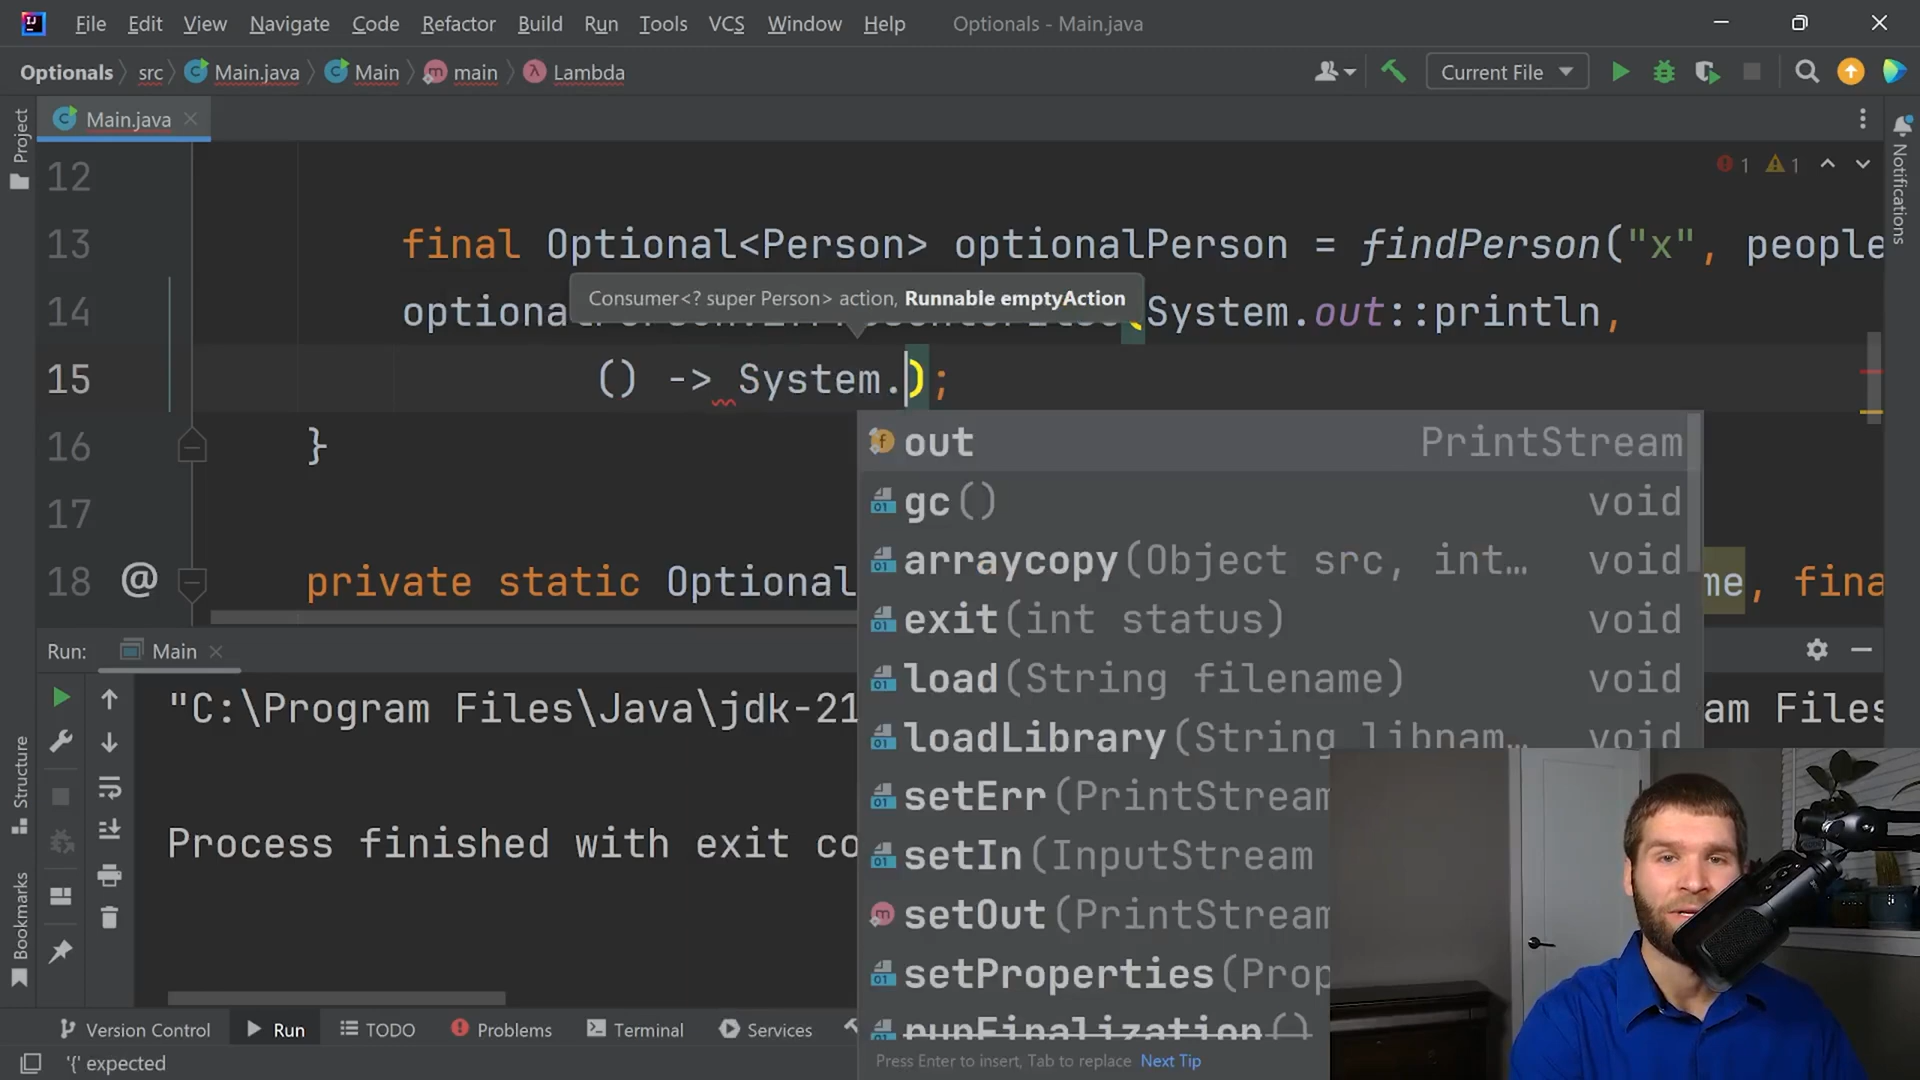 File Edit View Navigate Code Refactor Build Run Tools VCS Window Help Optionals - Main.java
Optionals src Main.java Main main Lambda Current File
Project
Main.java
Notifications
1 1
12
13 final Optional<Person> optionalPerson = findPerson("x", people
Consumer<? super Person> action, Runnable emptyAction
14 System.out::println,
15 () -> System.);
16 }
17
18 @ private static Optional me, fina
out PrintStream
gc() void
arraycopy(Object src, int… void
exit(int status) void
load(String filename) void
loadLibrary(String libnam… void
setErr(PrintStream
setIn(InputStream
setOut(PrintStream
setProperties(Prop
runFinalization()
Press Enter to insert, Tab to replace Next Tip
Run: Main
"C:\Program Files\Java\jdk-21 am Files
Process finished with exit co
Structure
Bookmarks
Version Control Run TODO Problems Terminal Services
'{' expected